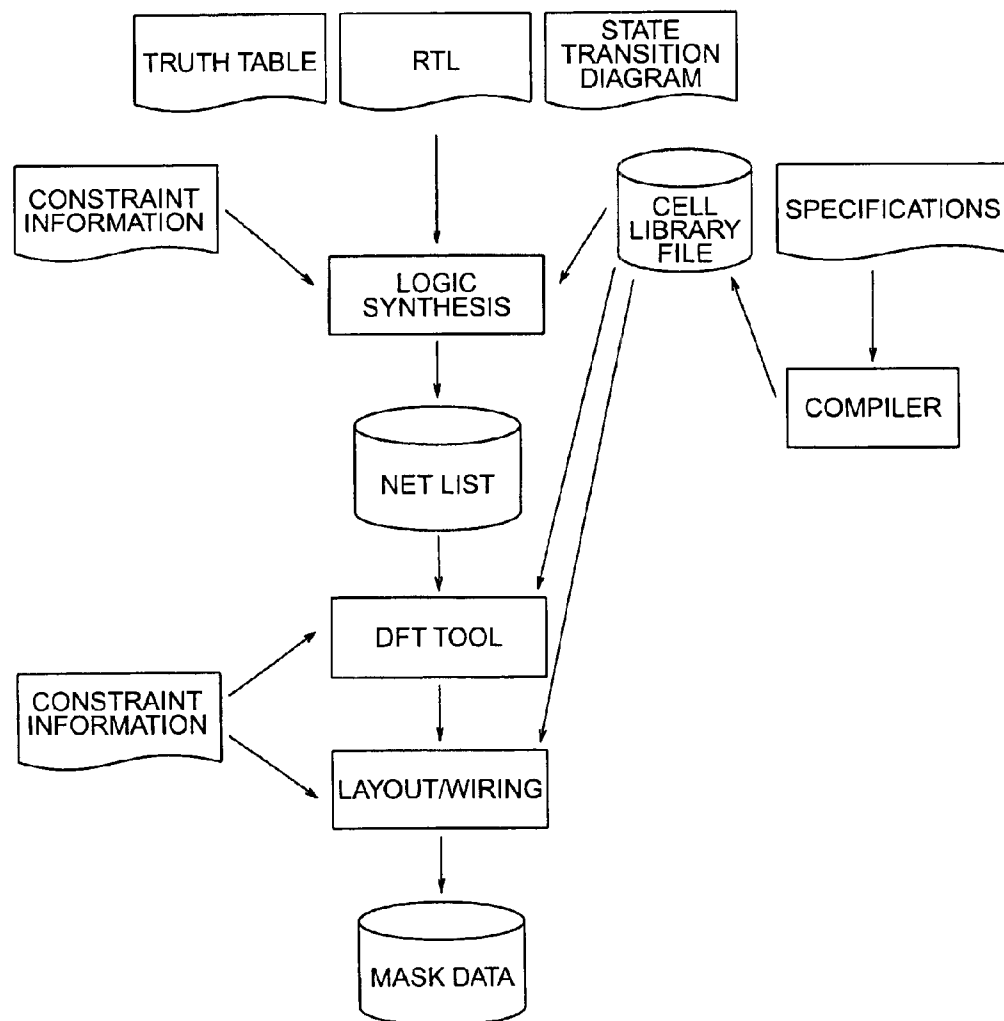 TRUTH TABLE
RTL
STATE
TRANSITION
DIAGRAM
CONSTRAINT
INFORMATION
CELL
LIBRARY
FILE
SPECIFICATIONS
LOGIC
SYNTHESIS
COMPILER
NET LIST
DFT TOOL
CONSTRAINT
INFORMATION
LAYOUT/WIRING
MASK DATA